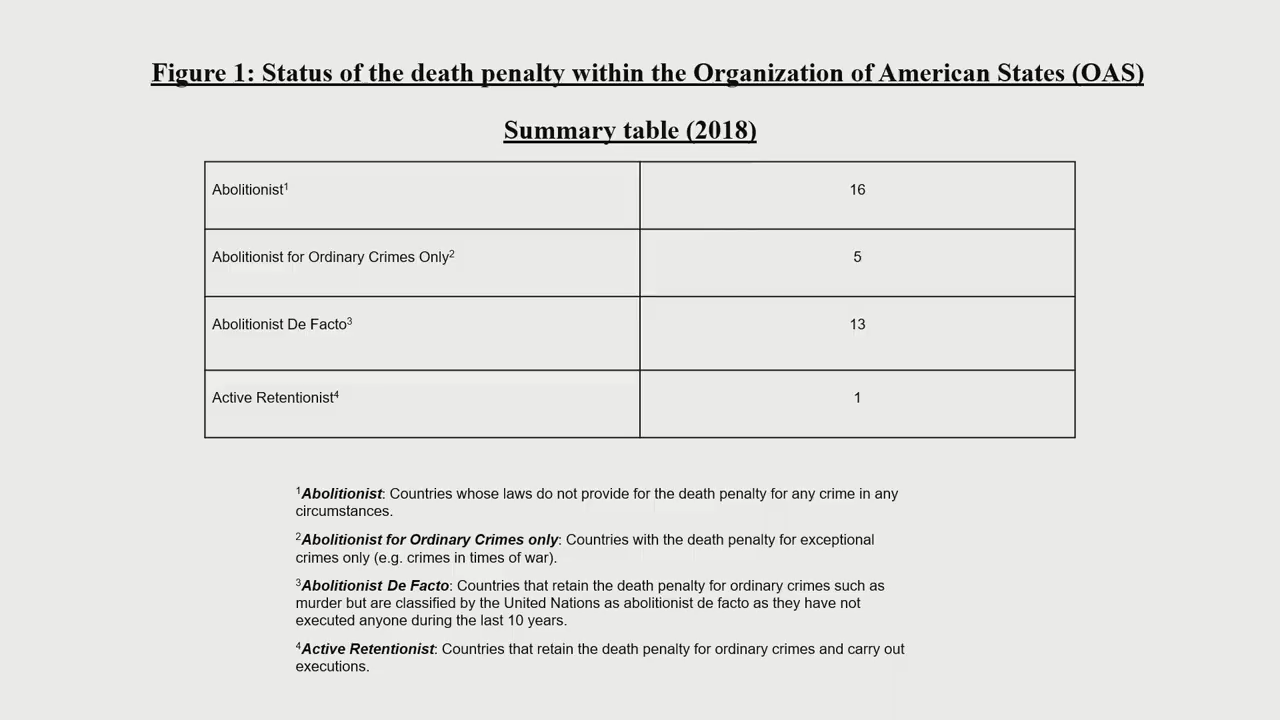 Figure 1: Status of the death penalty within the Organization of American States (OAS)
Summary table (2018)
Abolitionist¹ 16
Abolitionist for Ordinary Crimes Only² 5
Abolitionist De Facto³ 13
Active Retentionist⁴ 1
¹Abolitionist: Countries whose laws do not provide for the death penalty for any crime in any
circumstances.
²Abolitionist for Ordinary Crimes only: Countries with the death penalty for exceptional
crimes only (e.g. crimes in times of war).
³Abolitionist De Facto: Countries that retain the death penalty for ordinary crimes such as
murder but are classified by the United Nations as abolitionist de facto as they have not
executed anyone during the last 10 years.
⁴Active Retentionist: Countries that retain the death penalty for ordinary crimes and carry out
executions.